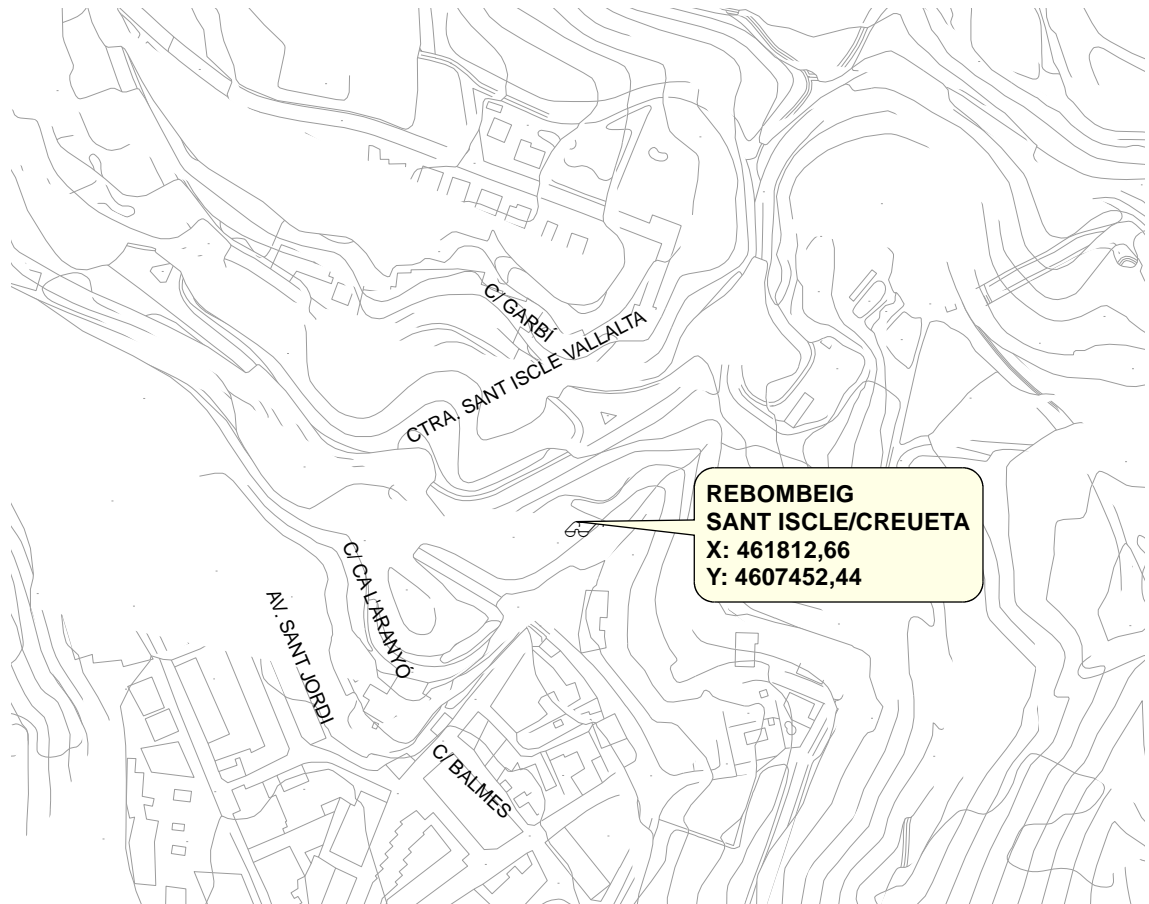 C/ GARBÍ
CTRA. SANT ISCLE VALLALTA
REBOMBEIG
SANT ISCLE/CREUETA
X: 461812,66
Y: 4607452,44
C/ CA L'ARANYÓ
AV. SANT JORDI
C/ BALMES